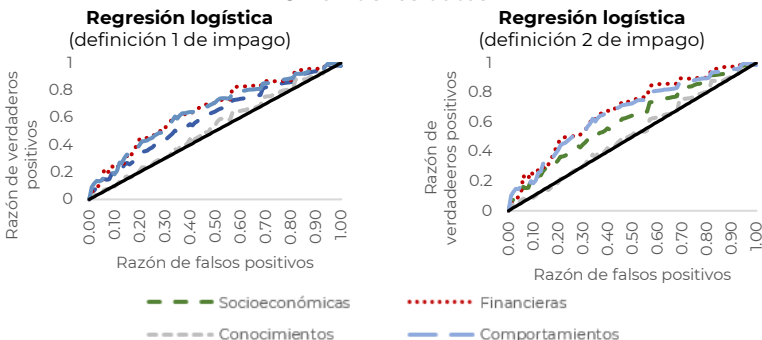 Regresión logística
(definición 1 de impago)
Razón de verdaderos
positivos
1
0.8
0.6
0.4
0.2
0
0.00
0.10
0.20
0.30
0.40
0.50
0.60
0.70
0.80
0.90
1.00
Razón de falsos positivos
Regresión logística
(definición 2 de impago)
Razón de
verdadeeros positivos
1
0.8
0.6
0.4
0.2
0
0.00
0.10
0.20
0.30
0.40
0.50
0.60
0.70
0.80
0.90
1.00
Razón de falsos positivos
Socioeconómicas
Financieras
Conocimientos
Comportamientos